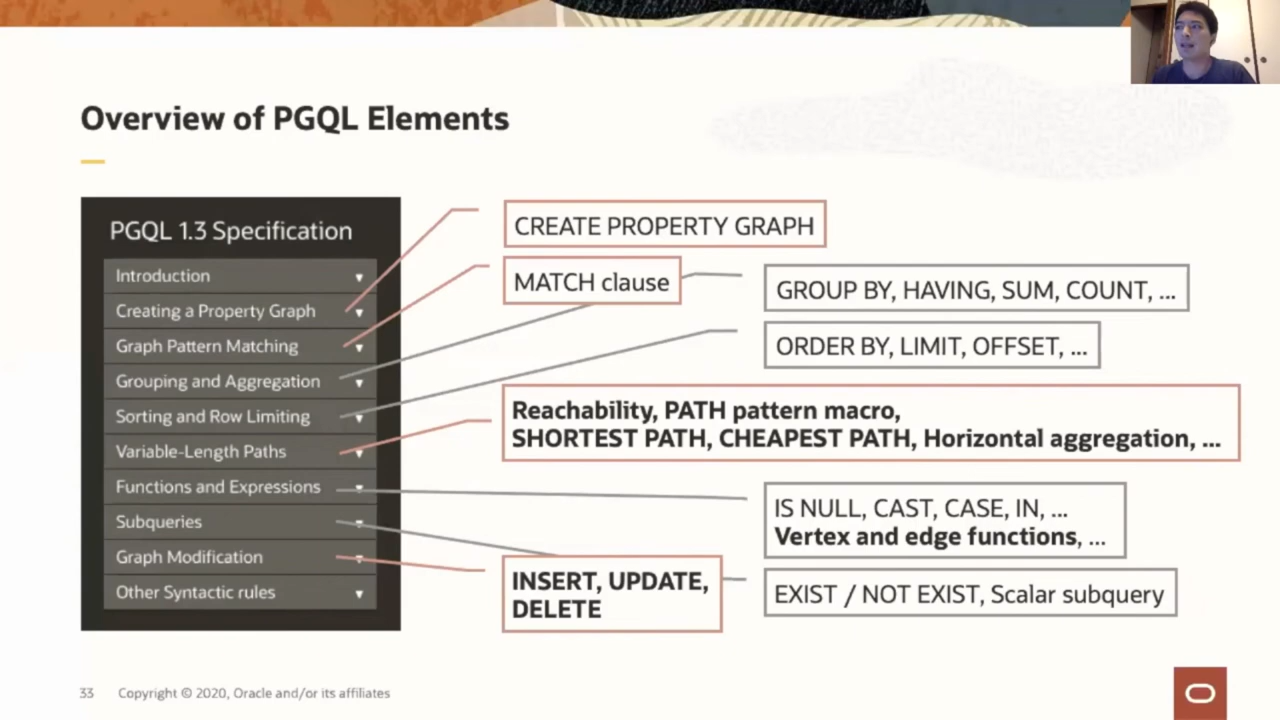 Overview of PGQL Elements
PGQL 1.3 Specification
Introduction
Creating a Property Graph
Graph Pattern Matching
Grouping and Aggregation
Sorting and Row Limiting
Variable-Length Paths
Functions and Expressions
Subqueries
Graph Modification
Other Syntactic rules
CREATE PROPERTY GRAPH
MATCH clause
GROUP BY, HAVING, SUM, COUNT, ...
ORDER BY, LIMIT, OFFSET, ...
Reachability, PATH pattern macro,
SHORTEST PATH, CHEAPEST PATH, Horizontal aggregation, ...
IS NULL, CAST, CASE, IN, ...
Vertex and edge functions, ...
INSERT, UPDATE,
DELETE
EXIST / NOT EXIST, Scalar subquery
33 Copyright © 2020, Oracle and/or its affiliates